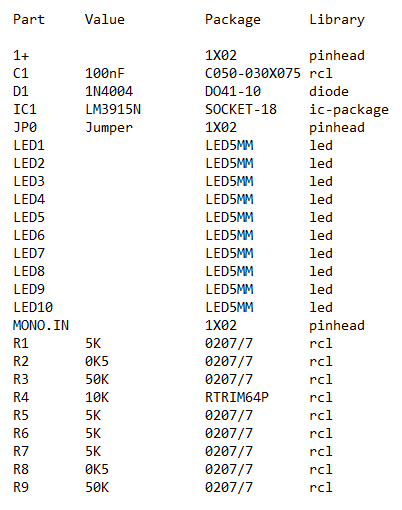 Part     Value          Package      Library
1+                      1X02         pinhead
C1       100nF          C050-030X075 rcl
D1       1N4004         DO41-10      diode
IC1      LM3915N        SOCKET-18    ic-package
JP0      Jumper         1X02         pinhead
LED1                    LED5MM       led
LED2                    LED5MM       led
LED3                    LED5MM       led
LED4                    LED5MM       led
LED5                    LED5MM       led
LED6                    LED5MM       led
LED7                    LED5MM       led
LED8                    LED5MM       led
LED9                    LED5MM       led
LED10                   LED5MM       led
MONO.IN                 1X02         pinhead
R1       5K             0207/7       rcl
R2       0K5            0207/7       rcl
R3       50K            0207/7       rcl
R4       10K            RTRIM64P     rcl
R5       5K             0207/7       rcl
R6       5K             0207/7       rcl
R7       5K             0207/7       rcl
R8       0K5            0207/7       rcl
R9       50K            0207/7       rcl